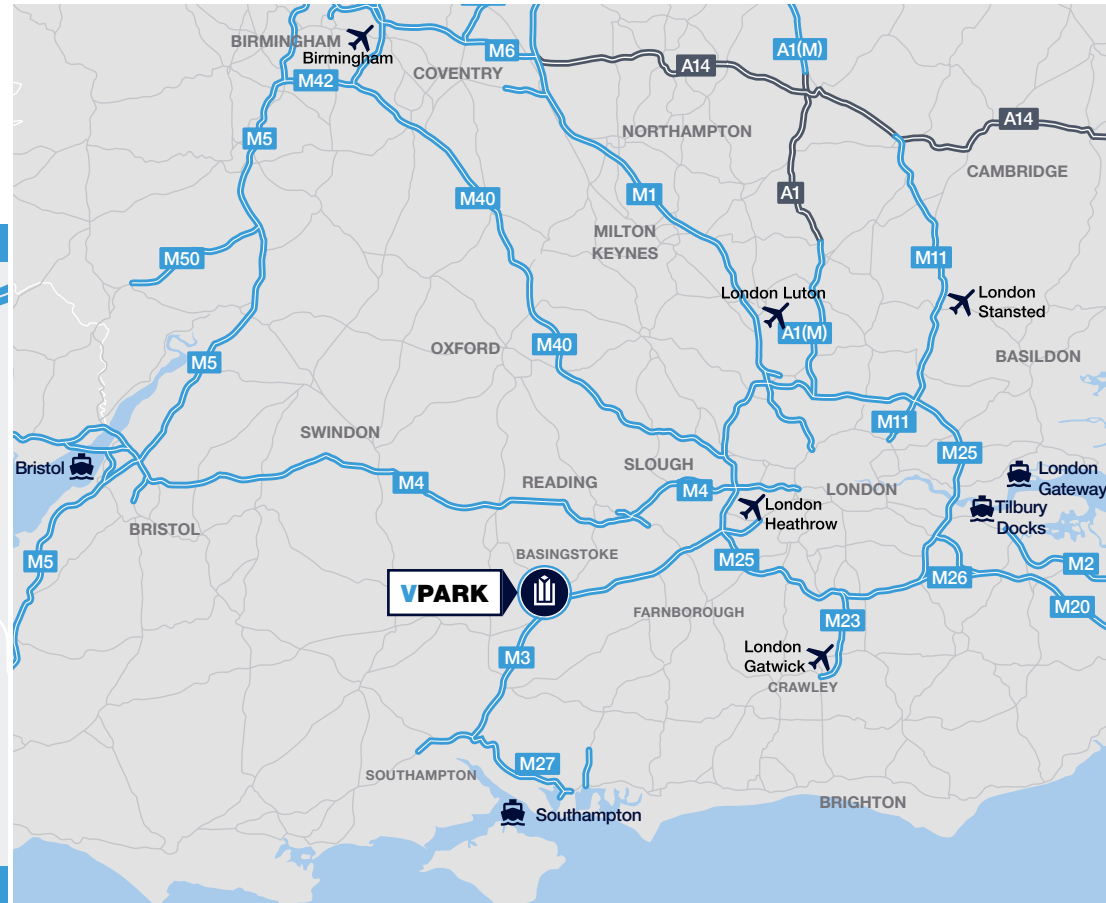 BIRMINGHAM
Birmingham
M6
A1(M)
COVENTRY
A14
M42
M5
NORTHAMPTON
A14
CAMBRIDGE
M40
M1
A1
MILTON
KEYNES
M50
M11
London Luton
London
Stansted
A1(M)
OXFORD
M40
M5
BASILDON
SWINDON
M11
M25
Bristol
M4
READING
SLOUGH
M4
LONDON
London
Gateway
London
Heathrow
Tilbury
Docks
BRISTOL
M5
BASINGSTOKE
M25
M26
M2
VPARK
FARNBOROUGH
M23
M20
M3
London
Gatwick
CRAWLEY
M27
SOUTHAMPTON
Southampton
BRIGHTON